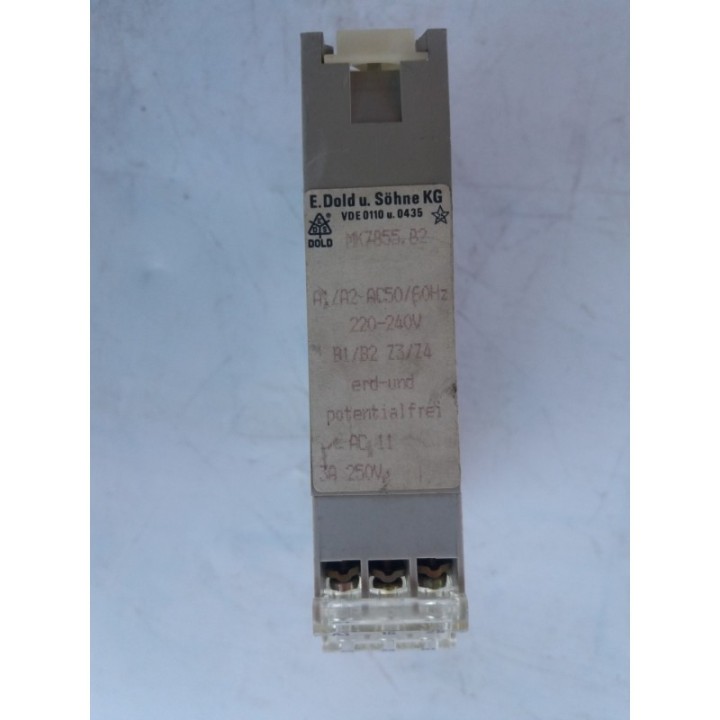 E.Dold u. Söhne KG
VDE 0110 u. 0435
DOLD
MK7855.82
A1/A2 AC50/60Hz
220-240V
B1/B2 Z3/Z4
erd-und
potentialfrei
AC 11
3A 250V